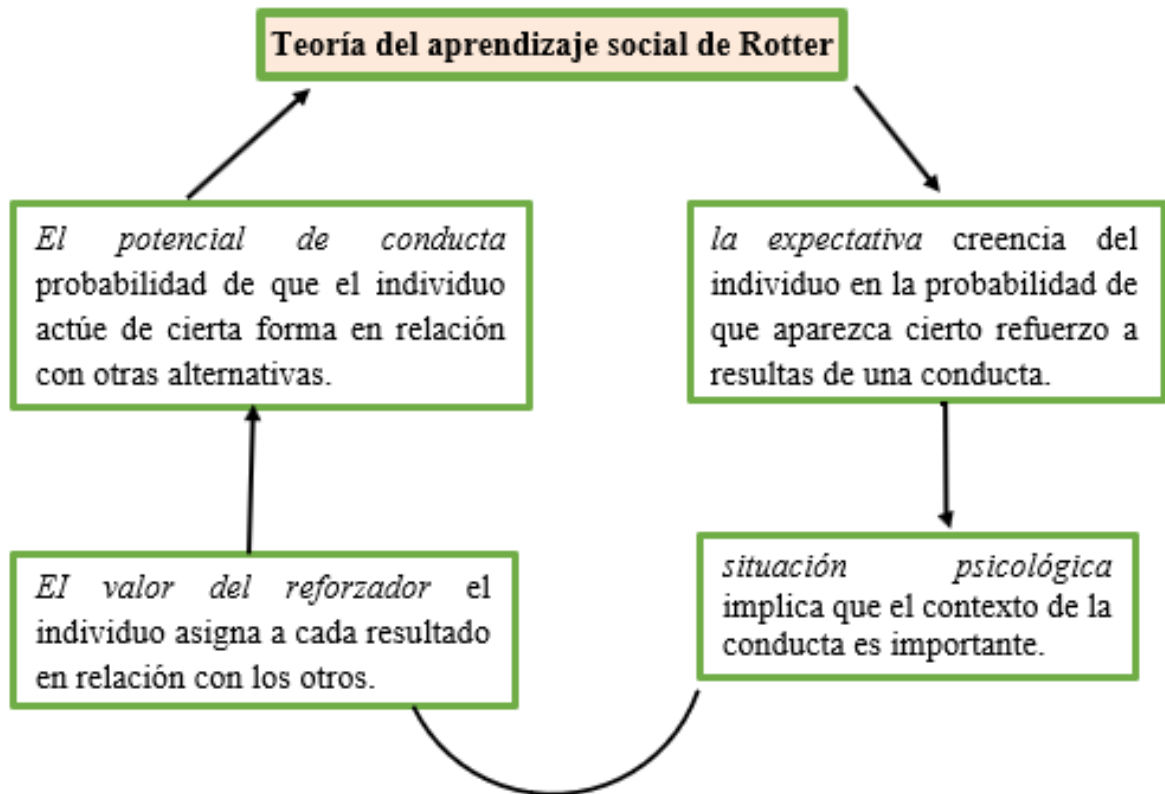 Teoría del aprendizaje social de Rotter
El potencial de conducta
probabilidad de que el individuo
actúe de cierta forma en relación
con otras alternativas.
la expectativa creencia del
individuo en la probabilidad de
que aparezca cierto refuerzo a
resultas de una conducta.
EI valor del reforzador el
individuo asigna a cada resultado
en relación con los otros.
situación psicológica
implica que el contexto de la
conducta es importante.